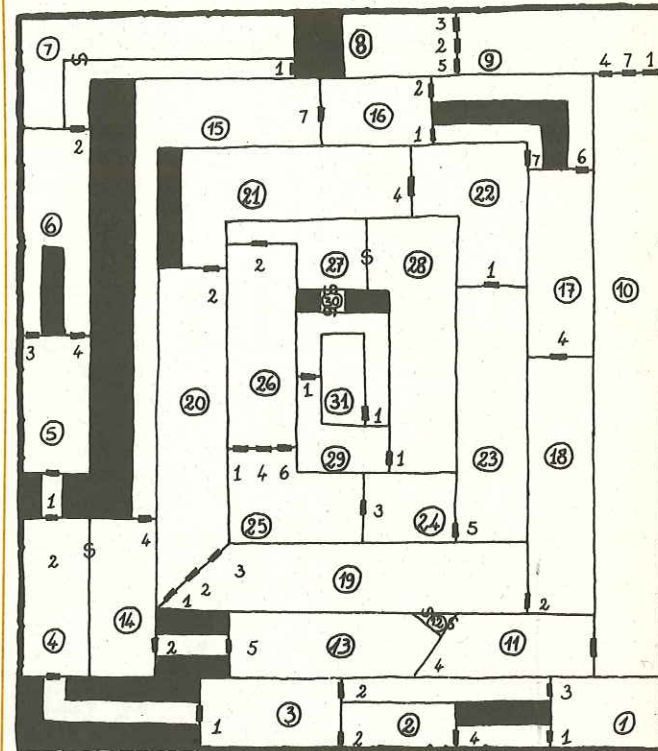 7 8 3 9
S 2
1 5 4 7 1
2
15 7 16 1
2 7 6
21 4 22
6
2 27 S 28 1
2 S 17 10
30
S
3 4 4
20 26 1 31 1
5 29 1 23 18
1 4 6
1 25 3 24 5
2 S 4 3
19
1 2 2
14 S 12 S
4 2 5 13 4 11
2 3
1 3 2 1
2 4 1